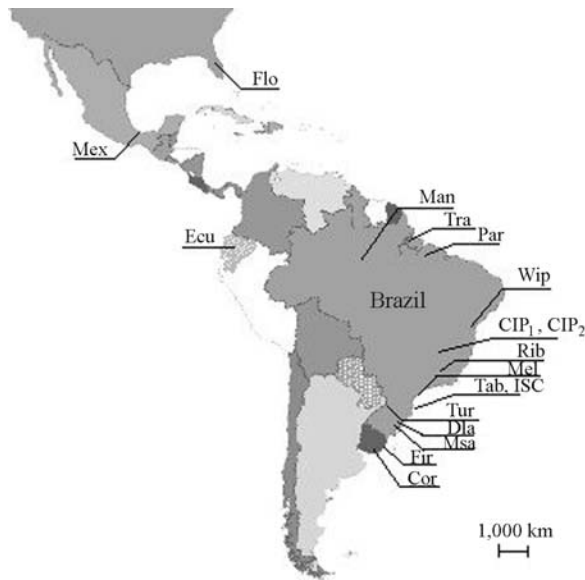 Flo
Mex
Man
Tra
Ecu
Par
Wip
Brazil
CIP₁ , CIP₂
Rib
Mel
Tab, ISC
Tur
Dla
Msa
Fir
Cor
1,000 km